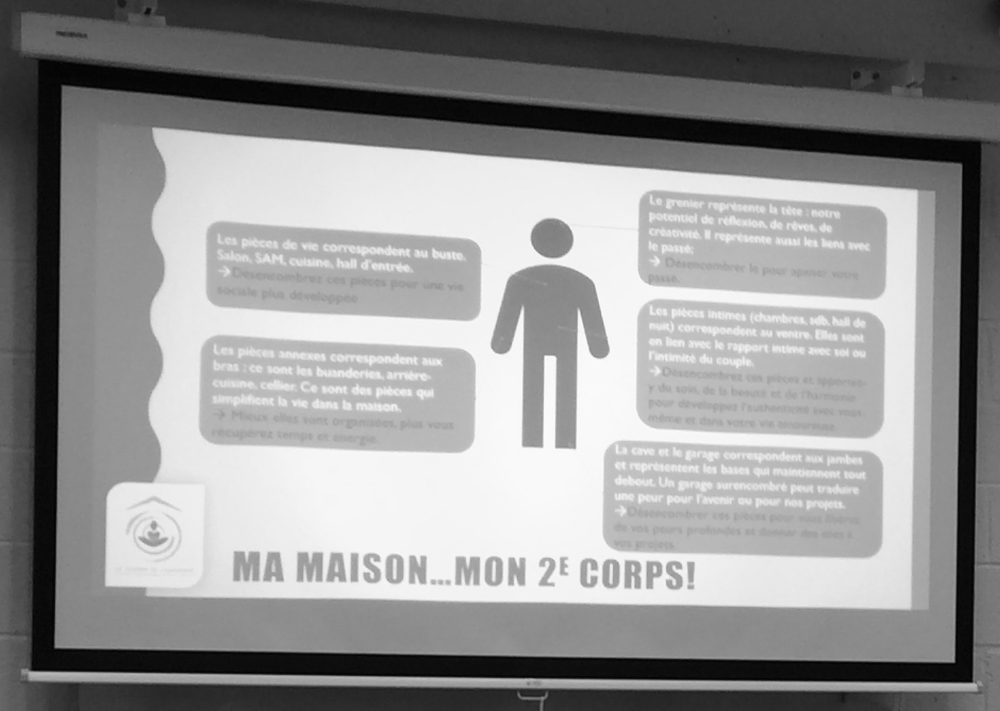 Les pièces de vie correspondent au buste.
Salon, SAM, cuisine, hall d'entrée.
→Désencombrez ces pièces pour une vie
sociale plus développée
Les pièces annexes correspondent aux
bras : ce sont les buanderies, arrière-
cuisine, cellier. Ce sont des pièces qui
simplifient la vie dans la maison.
→ Mieux elles sont organisées, plus vous
récupérez temps et énergie.
Le grenier représente la tête : notre
potentiel de réflexion, de rêves, de
créativité. Il représente aussi les liens avec
le passé;
→ Désencombrer le pour apaiser votre
passé.
Les pièces intimes (chambres, sdb, hall de
nuit) correspondent au ventre. Elles sont
en lien avec le rapport intime avec soi ou
l'intimité du couple.
→Désencombrez ces pièces et apportez-
y du soin, de la beauté et de l'harmonie
pour développez l'authenticité avec vous-
même et dans votre vie amoureuse.
La cave et le garage correspondent aux jambes
et représentent les bases qui maintiennent tout
debout. Un garage surencombré peut traduire
une peur pour l'avenir ou pour nos projets.
→Désencombrer ces pièces pour vous libérer
de vos peurs profondes et donner des ailes à
vos projets.
MA MAISON...MON 2E CORPS!